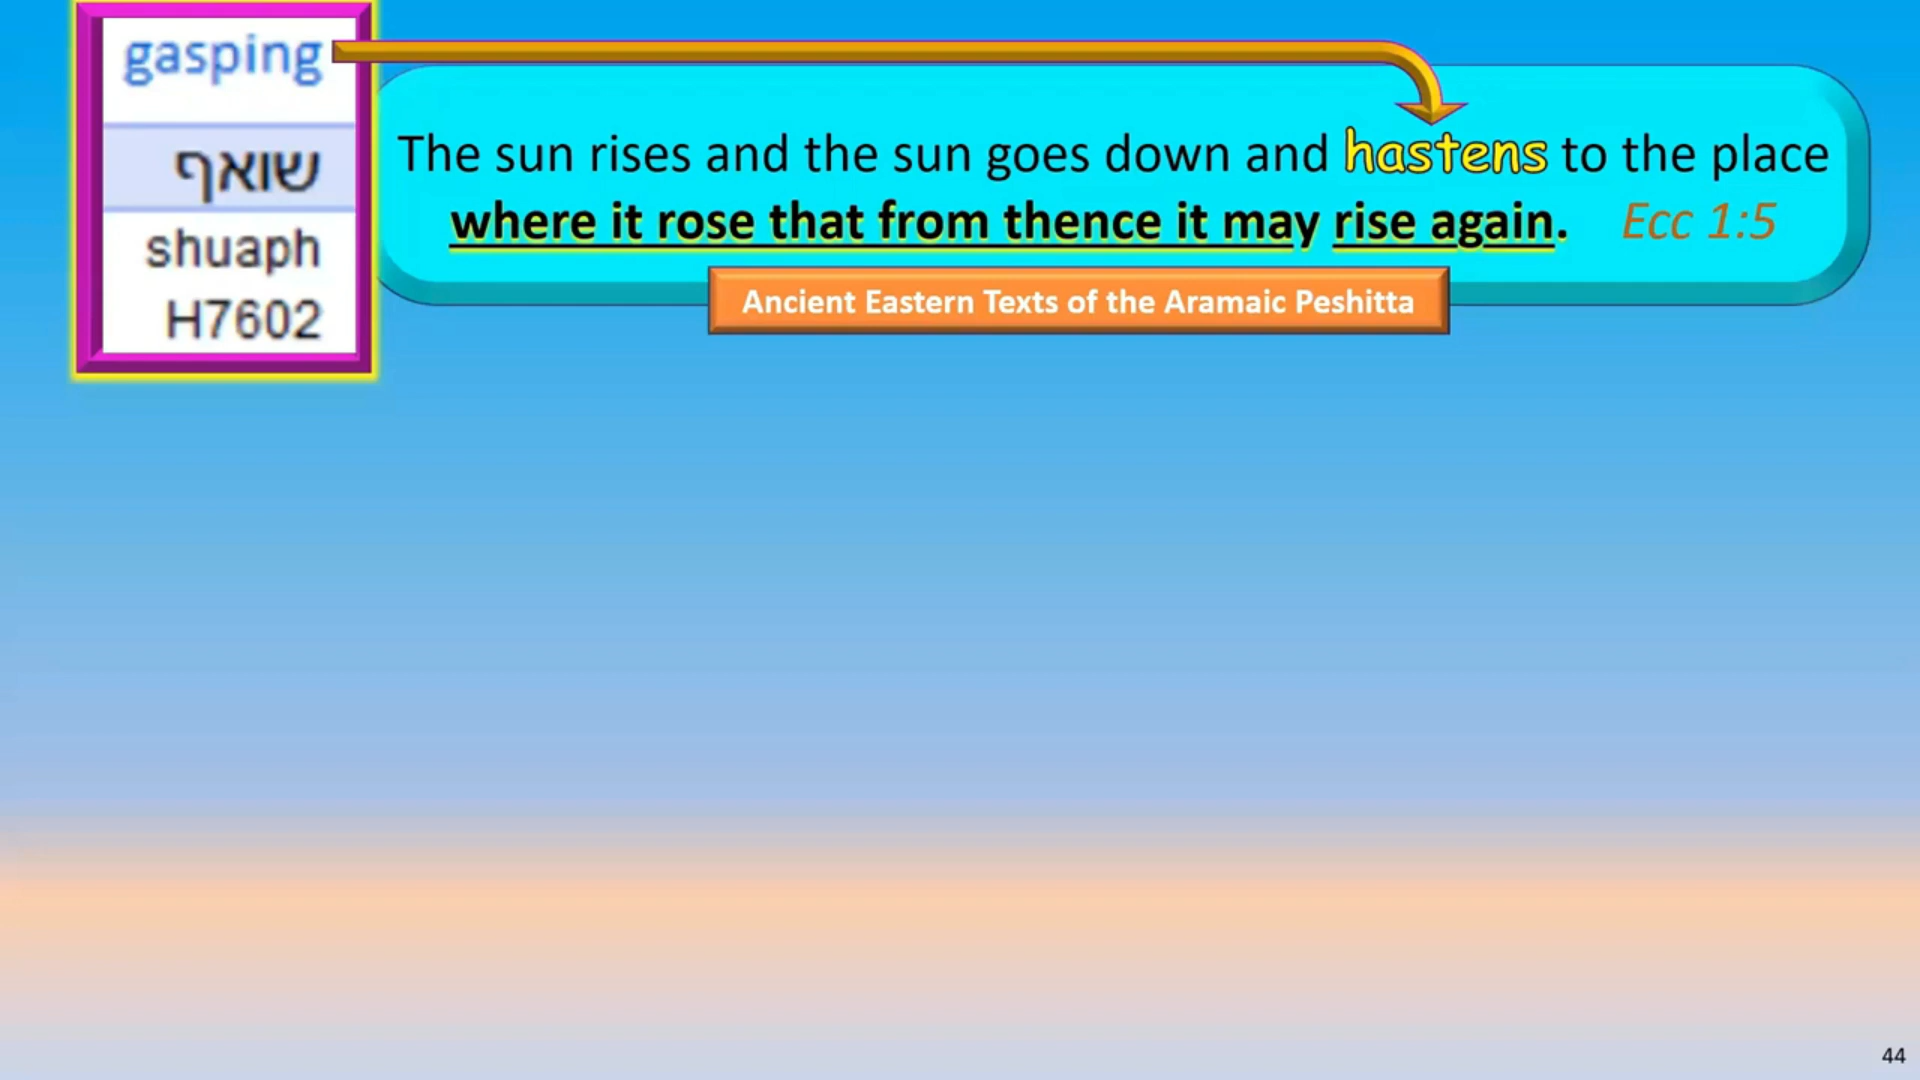 gasping
שואף
shuaph
H7602
The sun rises and the sun goes down and hastens to the place
where it rose that from thence it may rise again. Ecc 1:5
Ancient Eastern Texts of the Aramaic Peshitta
44